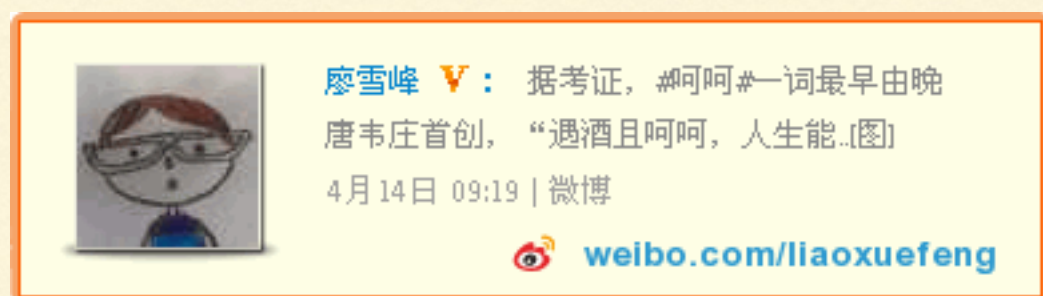 廖雪峰 V： 据考证，#呵呵#一词最早由晚
唐韦庄首创，“遇酒且呵呵，人生能..[图]
4月14日 09:19 | 微博
weibo.com/liaoxuefeng